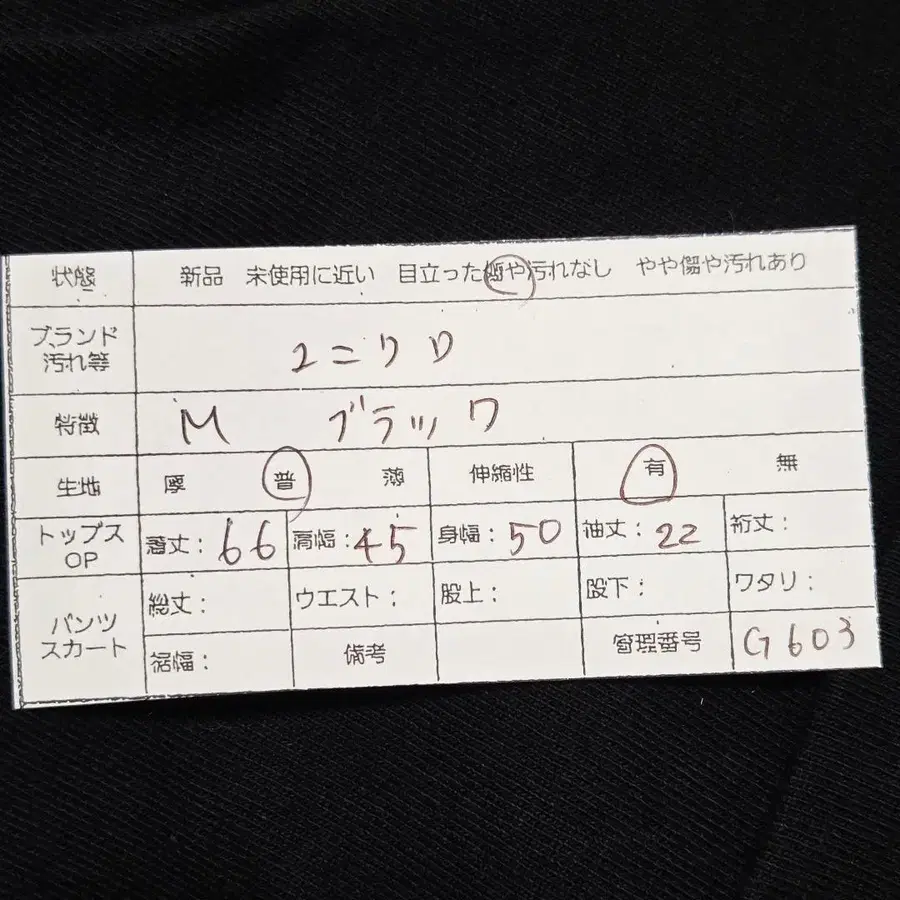 状態 新品 未使用に近い 目立った傷や汚れなし やや傷や汚れあり
ブランド
汚れ等
ユニクロ
特徴 M ブラック
生地 厚 普 薄 伸縮性 有 無
トップス
OP
着丈：66 肩幅：45 身幅：50 袖丈：22 裄丈：
パンツ
スカート
総丈： ウエスト： 股上： 股下： ワタリ：
裾幅： 備考 管理番号 G603